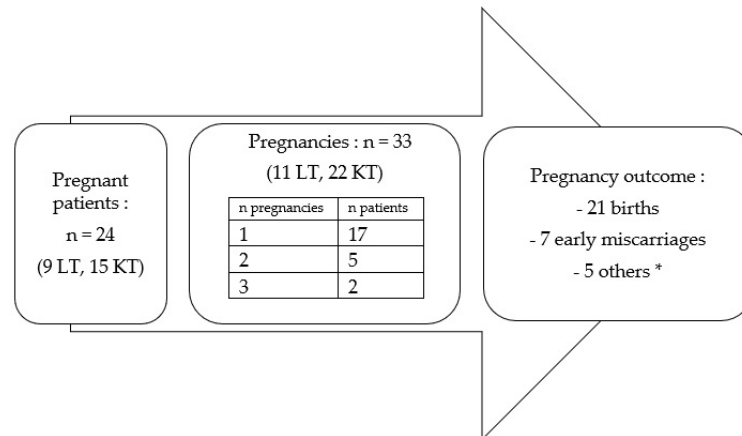 Pregnant
patients :
n = 24
(9 LT, 15 KT)
Pregnancies : n = 33
(11 LT, 22 KT)
n pregnancies n patients
1 17
2 5
3 2
Pregnancy outcome :
- 21 births
- 7 early miscarriages
- 5 others *